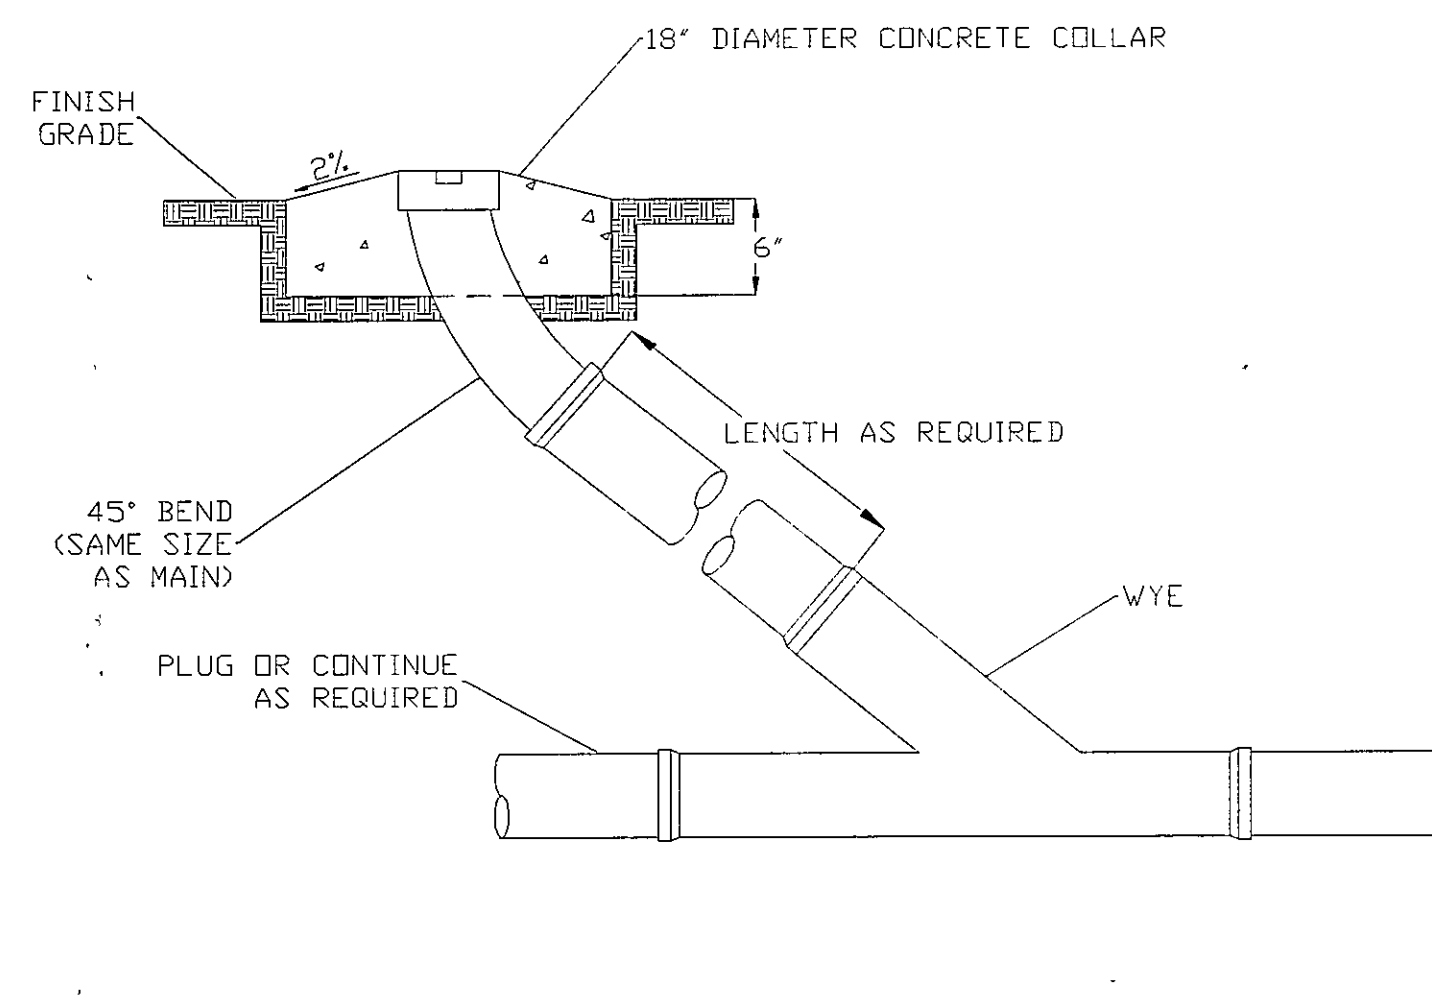 18" DIAMETER CONCRETE COLLAR
FINISH
GRADE
2%
6"
LENGTH AS REQUIRED
45° BEND
(SAME SIZE
AS MAIN)
WYE
PLUG OR CONTINUE
AS REQUIRED